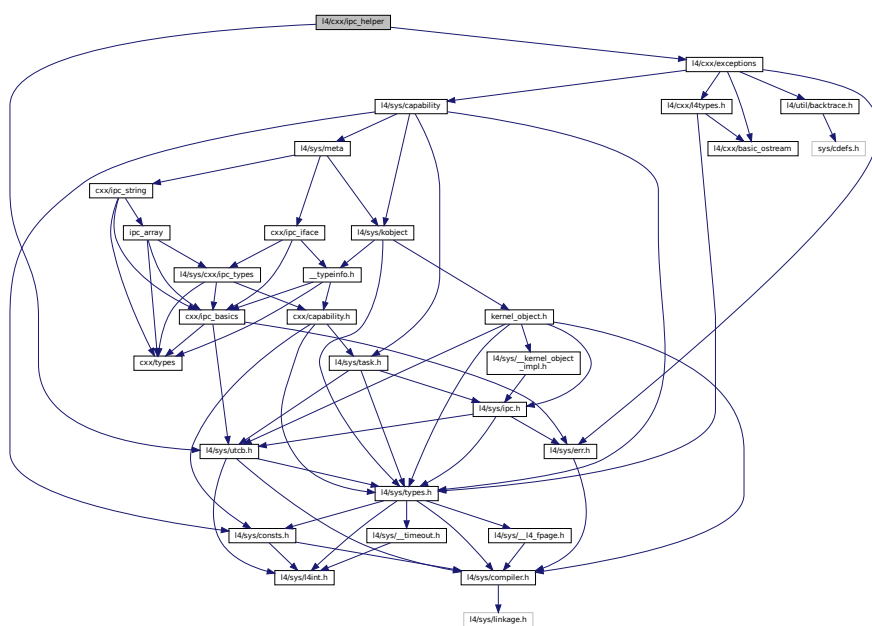 l4/cxx/ipc_helper
l4/cxx/exceptions
l4/sys/capability
l4/cxx/l4types.h
l4/util/backtrace.h
l4/sys/meta
l4/cxx/basic_ostream
sys/cdefs.h
cxx/ipc_string
ipc_array
cxx/ipc_iface
l4/sys/kobject
l4/sys/cxx/ipc_types
__typeinfo.h
cxx/ipc_basics
cxx/capability.h
kernel_object.h
cxx/types
l4/sys/task.h
l4/sys/__kernel_object
_impl.h
l4/sys/ipc.h
l4/sys/utcb.h
l4/sys/err.h
l4/sys/types.h
l4/sys/consts.h
l4/sys/__timeout.h
l4/sys/__l4_fpage.h
l4/sys/l4int.h
l4/sys/compiler.h
l4/sys/linkage.h